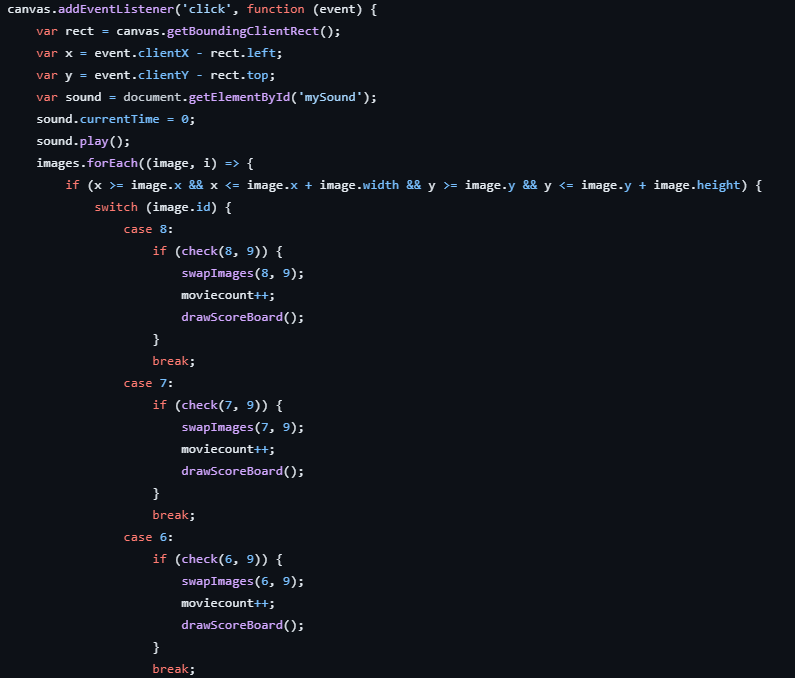 canvas.addEventListener('click', function (event) {
    var rect = canvas.getBoundingClientRect();
    var x = event.clientX - rect.left;
    var y = event.clientY - rect.top;
    var sound = document.getElementById('mySound');
    sound.currentTime = 0;
    sound.play();
    images.forEach((image, i) => {
        if (x >= image.x && x <= image.x + image.width && y >= image.y && y <= image.y + image.height) {
            switch (image.id) {
                case 8:
                    if (check(8, 9)) {
                        swapImages(8, 9);
                        moviecount++;
                        drawScoreBoard();
                    }
                    break;
                case 7:
                    if (check(7, 9)) {
                        swapImages(7, 9);
                        moviecount++;
                        drawScoreBoard();
                    }
                    break;
                case 6:
                    if (check(6, 9)) {
                        swapImages(6, 9);
                        moviecount++;
                        drawScoreBoard();
                    }
                    break;